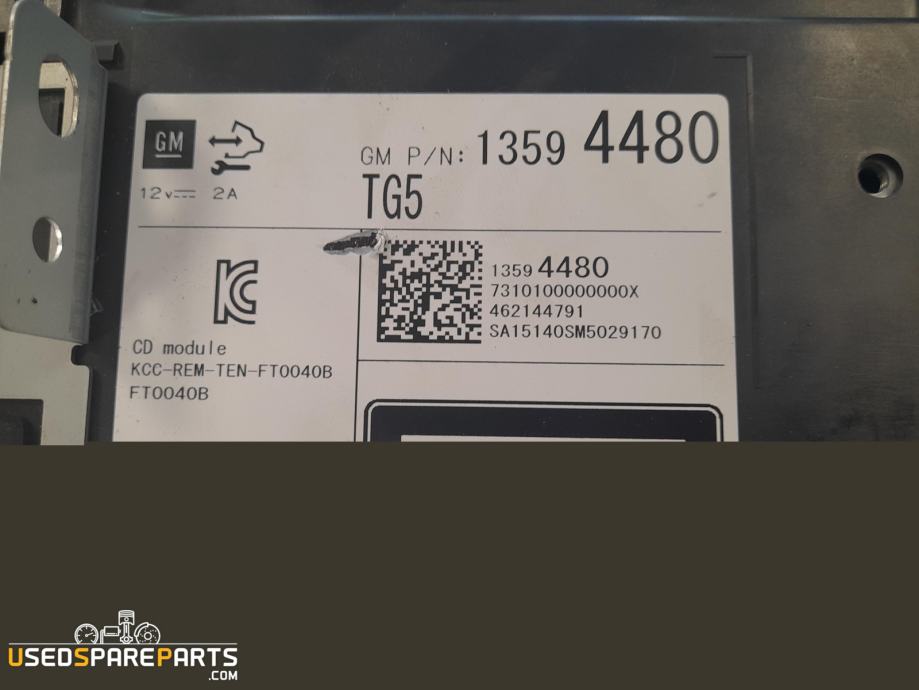 GM
12v 2A
GM P/N: 1359 4480
TG5
1359 4480
7310100000000X
462144791
SA15140SM5029170
CD module
KCC-REM-TEN-FT0040B
FT0040B
USEDSPAREPARTS
.COM